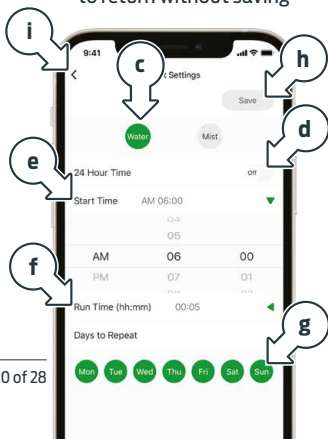 to return without saving
i
c
h
9:41
Settings
Save
Water
Mist
d
24 Hour Time
Off
e
Start Time AM 06:00
04
05
AM 06 00
PM 07 01
f
Run Time (hh:mm) 00:05
g
Days to Repeat
Mon Tue Wed Thu Fri Sat Sun
0 of 28